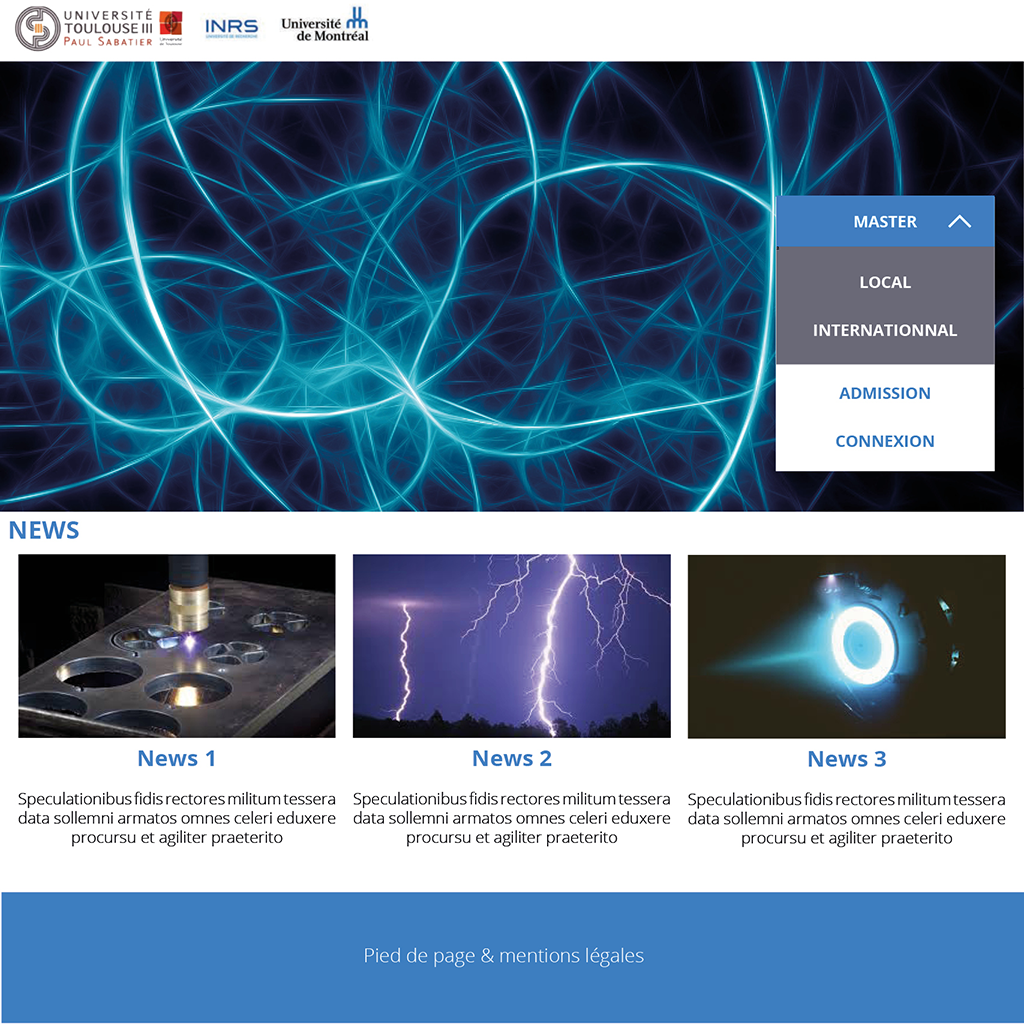 UNIVERSITÉ
TOULOUSE III
PAUL SABATIER
INRS
UNIVERSITÉ DE RECHERCHE
Université
de Montréal
MASTER
LOCAL
INTERNATIONNAL
ADMISSION
CONNEXION
NEWS
News 1
Speculationibus fidis rectores militum tessera
data sollemni armatos omnes celeri eduxere
procursu et agiliter praeterito
News 2
Speculationibus fidis rectores militum tessera
data sollemni armatos omnes celeri eduxere
procursu et agiliter praeterito
News 3
Speculationibus fidis rectores militum tessera
data sollemni armatos omnes celeri eduxere
procursu et agiliter praeterito
Pied de page & mentions légales